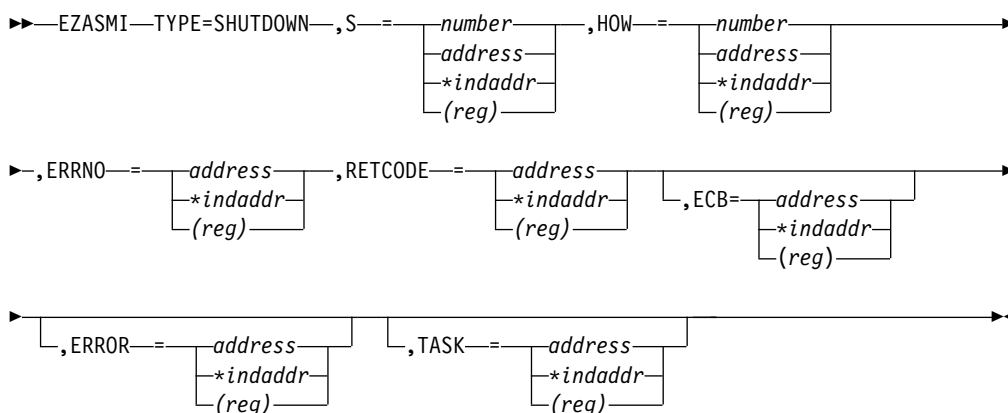 EZASMI TYPE=SHUTDOWN ,S = number ,HOW = number
address address
*indaddr *indaddr
(reg) (reg)
,ERRNO = address ,RETCODE = address
*indaddr *indaddr ,ECB= address
(reg) (reg) *indaddr
(reg)
,ERROR = address ,TASK = address
*indaddr *indaddr
(reg) (reg)